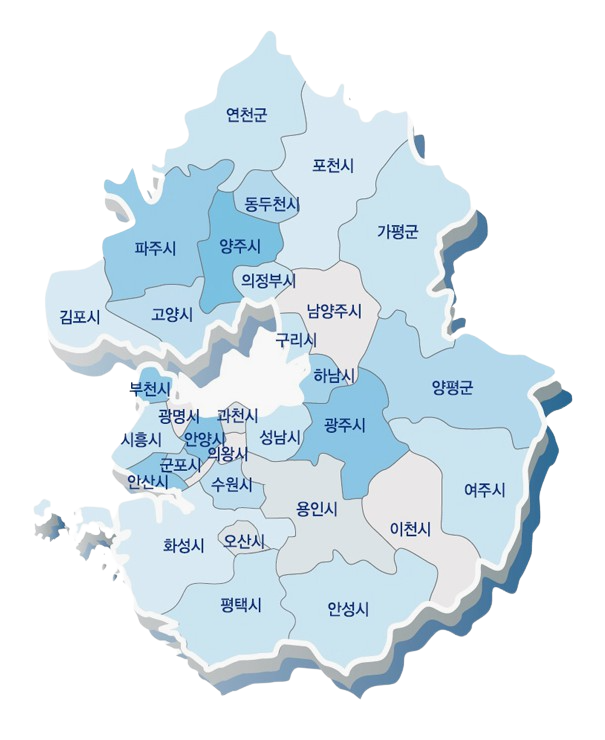 연천군
포천시
동두천시
가평군
파주시
양주시
의정부시
김포시
고양시
남양주시
구리시
하남시
부천시
양평군
광명시
과천시
광주시
시흥시
안양시
성남시
의왕시
군포시
안산시
수원시
여주시
용인시
이천시
화성시
오산시
평택시
안성시